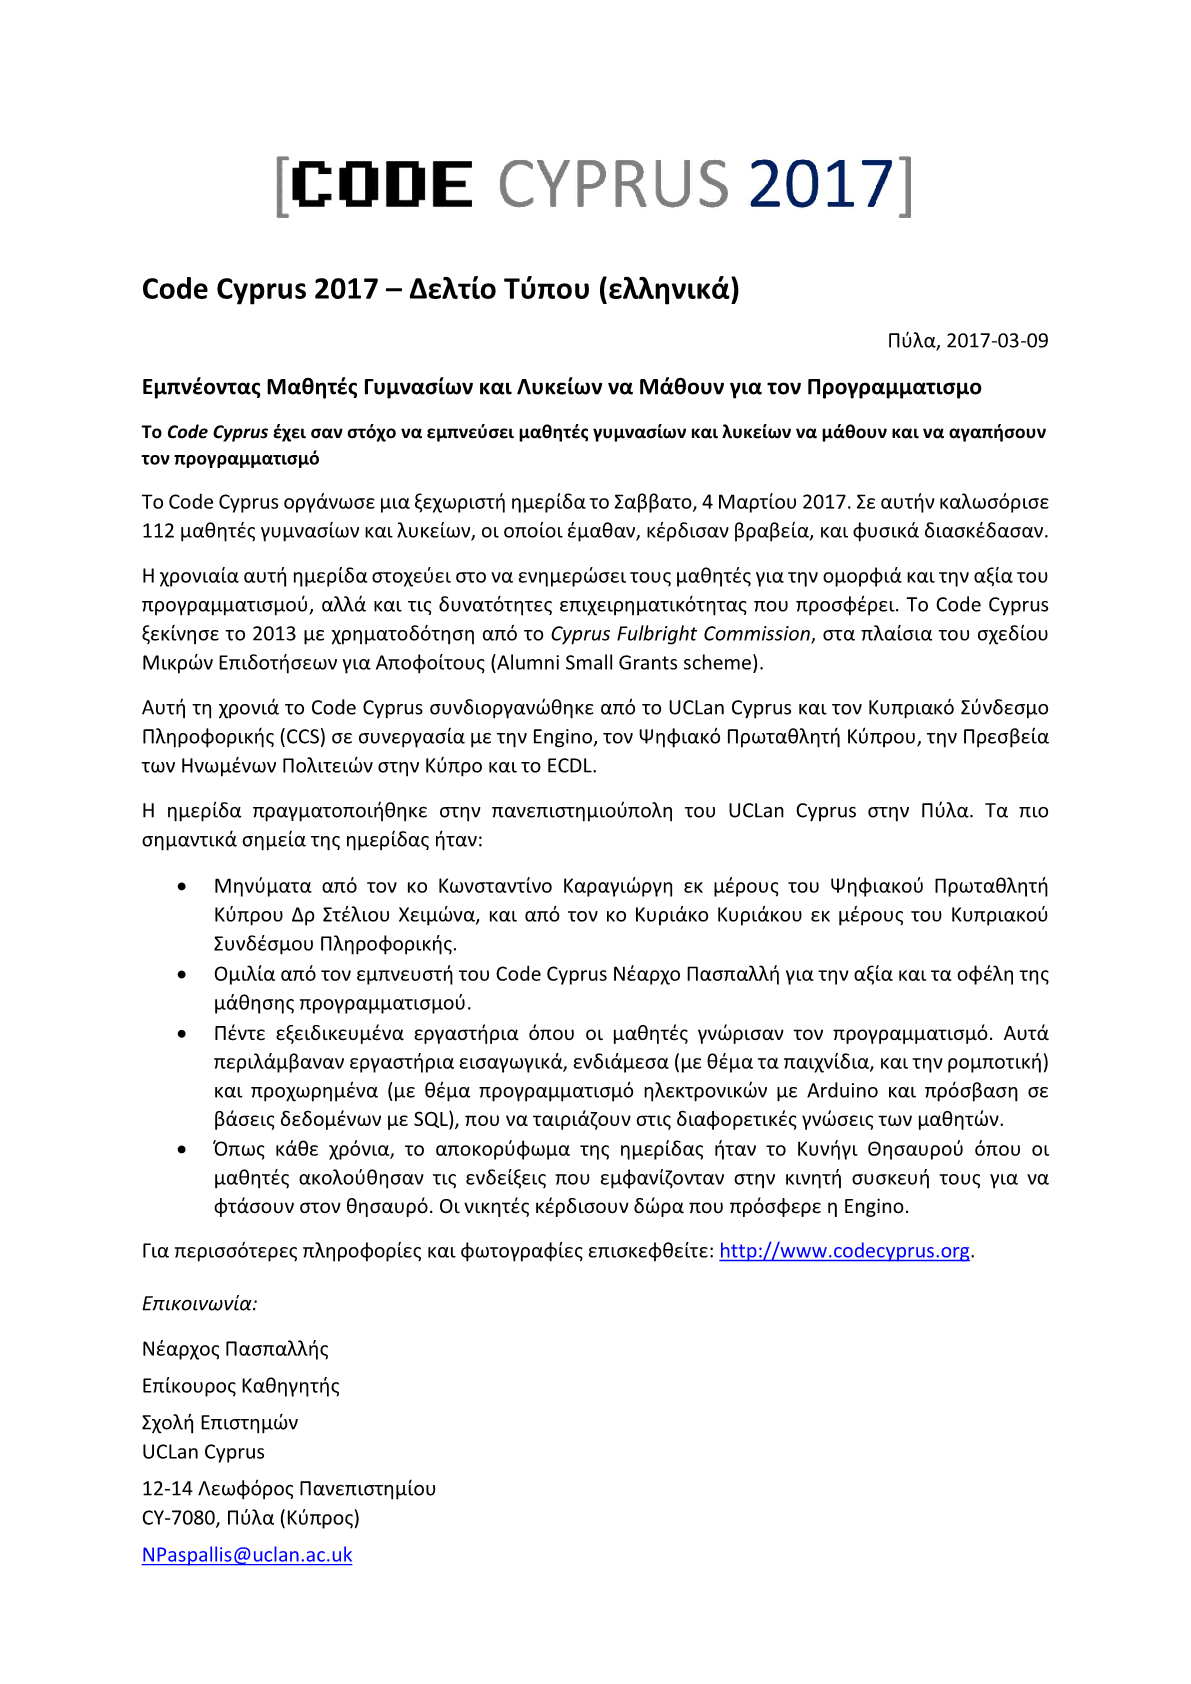 [CODE CYPRUS 2017]
Code Cyprus 2017 – Δελτίο Τύπου (ελληνικά)
Πύλα, 2017-03-09
Εμπνέοντας Μαθητές Γυμνασίων και Λυκείων να Μάθουν για τον Προγραμματισμο
Το Code Cyprus έχει σαν στόχο να εμπνεύσει μαθητές γυμνασίων και λυκείων να μάθουν και να αγαπήσουν
τον προγραμματισμό
Το Code Cyprus οργάνωσε μια ξεχωριστή ημερίδα το Σαββατο, 4 Μαρτίου 2017. Σε αυτήν καλωσόρισε
112 μαθητές γυμνασίων και λυκείων, οι οποίοι έμαθαν, κέρδισαν βραβεία, και φυσικά διασκέδασαν.
Η χρονιαία αυτή ημερίδα στοχεύει στο να ενημερώσει τους μαθητές για την ομορφιά και την αξία του
προγραμματισμού, αλλά και τις δυνατότητες επιχειρηματικότητας που προσφέρει. Το Code Cyprus
ξεκίνησε το 2013 με χρηματοδότηση από το Cyprus Fulbright Commission, στα πλαίσια του σχεδίου
Μικρών Επιδοτήσεων για Αποφοίτους (Alumni Small Grants scheme).
Αυτή τη χρονιά το Code Cyprus συνδιοργανώθηκε από το UCLan Cyprus και τον Κυπριακό Σύνδεσμο
Πληροφορικής (CCS) σε συνεργασία με την Engino, τον Ψηφιακό Πρωταθλητή Κύπρου, την Πρεσβεία
των Ηνωμένων Πολιτειών στην Κύπρο και το ECDL.
Η ημερίδα πραγματοποιήθηκε στην πανεπιστημιούπολη του UCLan Cyprus στην Πύλα. Τα πιο
σημαντικά σημεία της ημερίδας ήταν:
• Μηνύματα από τον κο Κωνσταντίνο Καραγιώργη εκ μέρους του Ψηφιακού Πρωταθλητή
Κύπρου Δρ Στέλιου Χειμώνα, και από τον κο Κυριάκο Κυριάκου εκ μέρους του Κυπριακού
Συνδέσμου Πληροφορικής.
• Ομιλία από τον εμπνευστή του Code Cyprus Νέαρχο Πασπαλλή για την αξία και τα οφέλη της
μάθησης προγραμματισμού.
• Πέντε εξειδικευμένα εργαστήρια όπου οι μαθητές γνώρισαν τον προγραμματισμό. Αυτά
περιλάμβαναν εργαστήρια εισαγωγικά, ενδιάμεσα (με θέμα τα παιχνίδια, και την ρομποτική)
και προχωρημένα (με θέμα προγραμματισμό ηλεκτρονικών με Arduino και πρόσβαση σε
βάσεις δεδομένων με SQL), που να ταιριάζουν στις διαφορετικές γνώσεις των μαθητών.
• Όπως κάθε χρόνια, το αποκορύφωμα της ημερίδας ήταν το Κυνήγι Θησαυρού όπου οι
μαθητές ακολούθησαν τις ενδείξεις που εμφανίζονταν στην κινητή συσκευή τους για να
φτάσουν στον θησαυρό. Οι νικητές κέρδισουν δώρα που πρόσφερε η Engino.
Για περισσότερες πληροφορίες και φωτογραφίες επισκεφθείτε: http://www.codecyprus.org.
Επικοινωνία:
Νέαρχος Πασπαλλής
Επίκουρος Καθηγητής
Σχολή Επιστημών
UCLan Cyprus
12-14 Λεωφόρος Πανεπιστημίου
CY-7080, Πύλα (Κύπρος)
NPaspallis@uclan.ac.uk